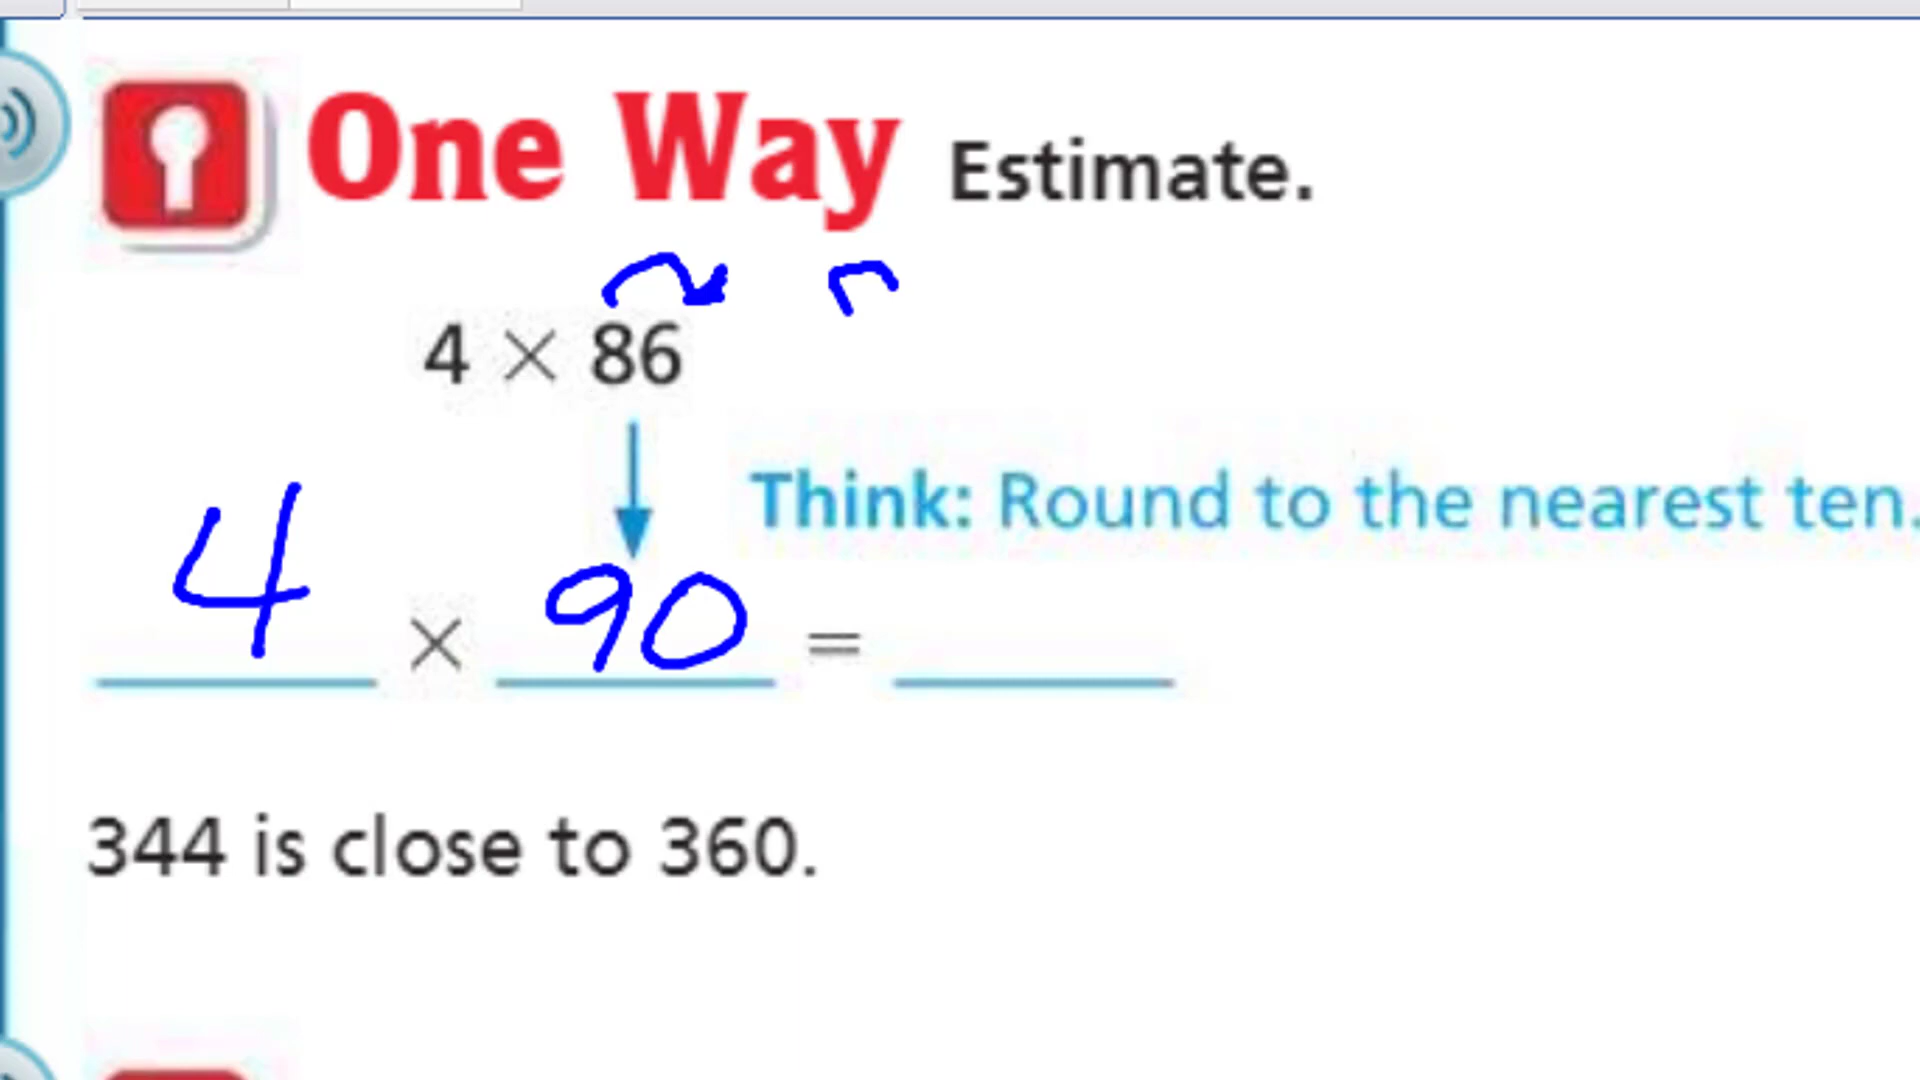 One Way Estimate.
4 × 86
Think: Round to the nearest ten.
4 × 90 =
344 is close to 360.